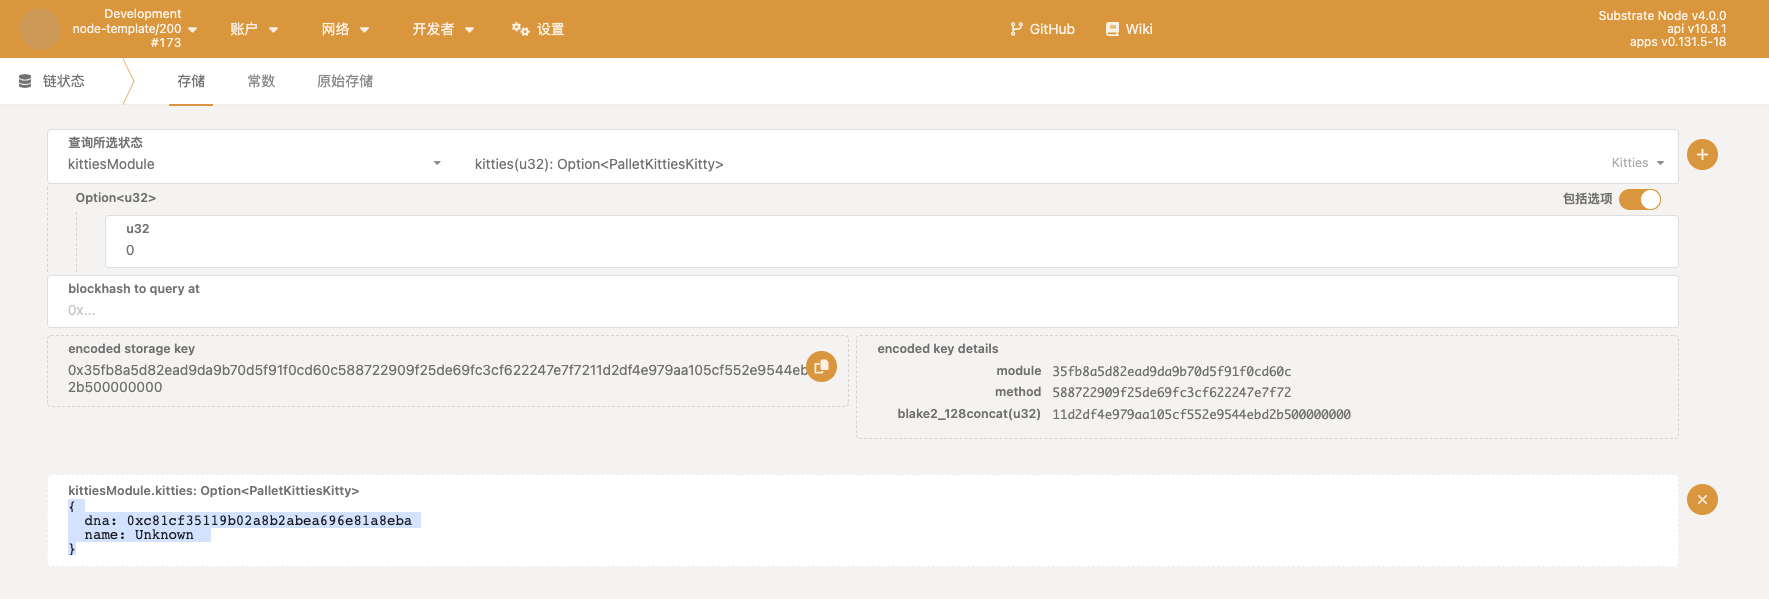 Development
node-template/200
#173
账户
网络
开发者
设置
GitHub
Wiki
Substrate Node v4.0.0
api v10.8.1
apps v0.131.5-18
链状态
存储
常数
原始存储
查询所选状态
kittiesModule
kitties(u32): Option<PalletKittiesKitty>
Kitties
Option<u32>
包括选项
u32
0
blockhash to query at
0x...
encoded storage key
0x35fb8a5d82ead9da9b70d5f91f0cd60c588722909f25de69fc3cf622247e7f7211d2df4e979aa105cf552e9544eb
2b500000000
encoded key details
module 35fb8a5d82ead9da9b70d5f91f0cd60c
method 588722909f25de69fc3cf622247e7f72
blake2_128concat(u32) 11d2df4e979aa105cf552e9544ebd2b500000000
kittiesModule.kitties: Option<PalletKittiesKitty>
{
dna: 0xc81cf35119b02a8b2abea696e81a8eba
name: Unknown
}